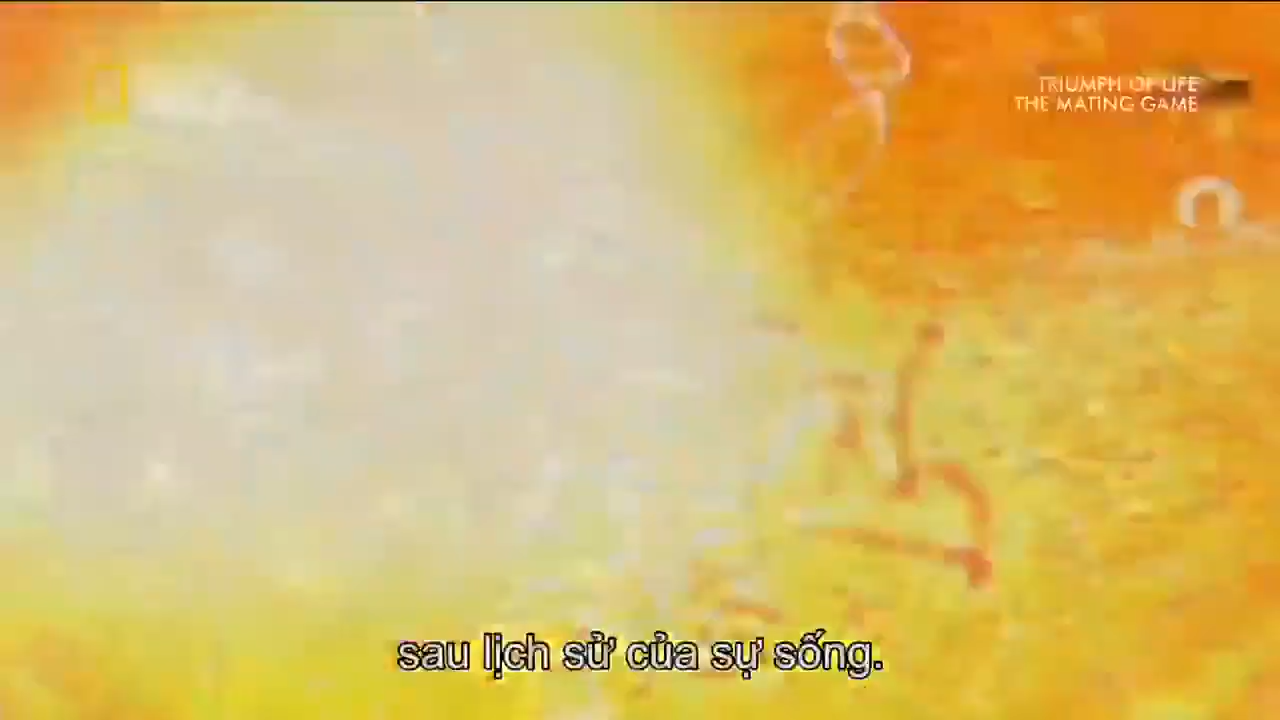 TRIUMPH OF LIFE
THE MATING GAME
sau lịch sử của sự sống.